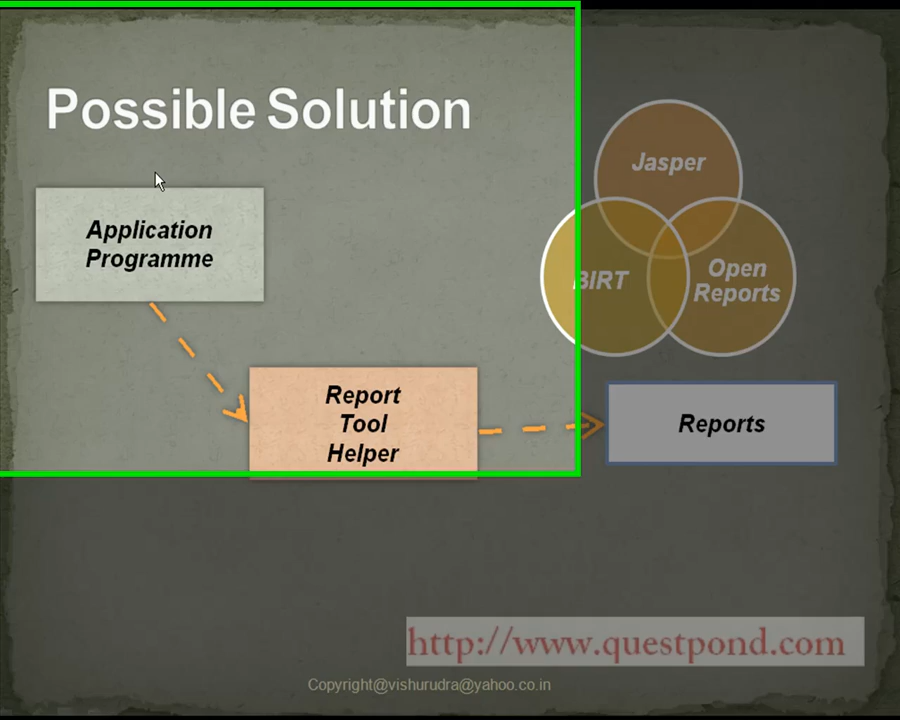 Possible Solution
Jasper
Application
Programme
BIRT
Open
Reports
Report
Tool
Helper
Reports
http://www.questpond.com
Copyright@vishurudra@yahoo.co.in